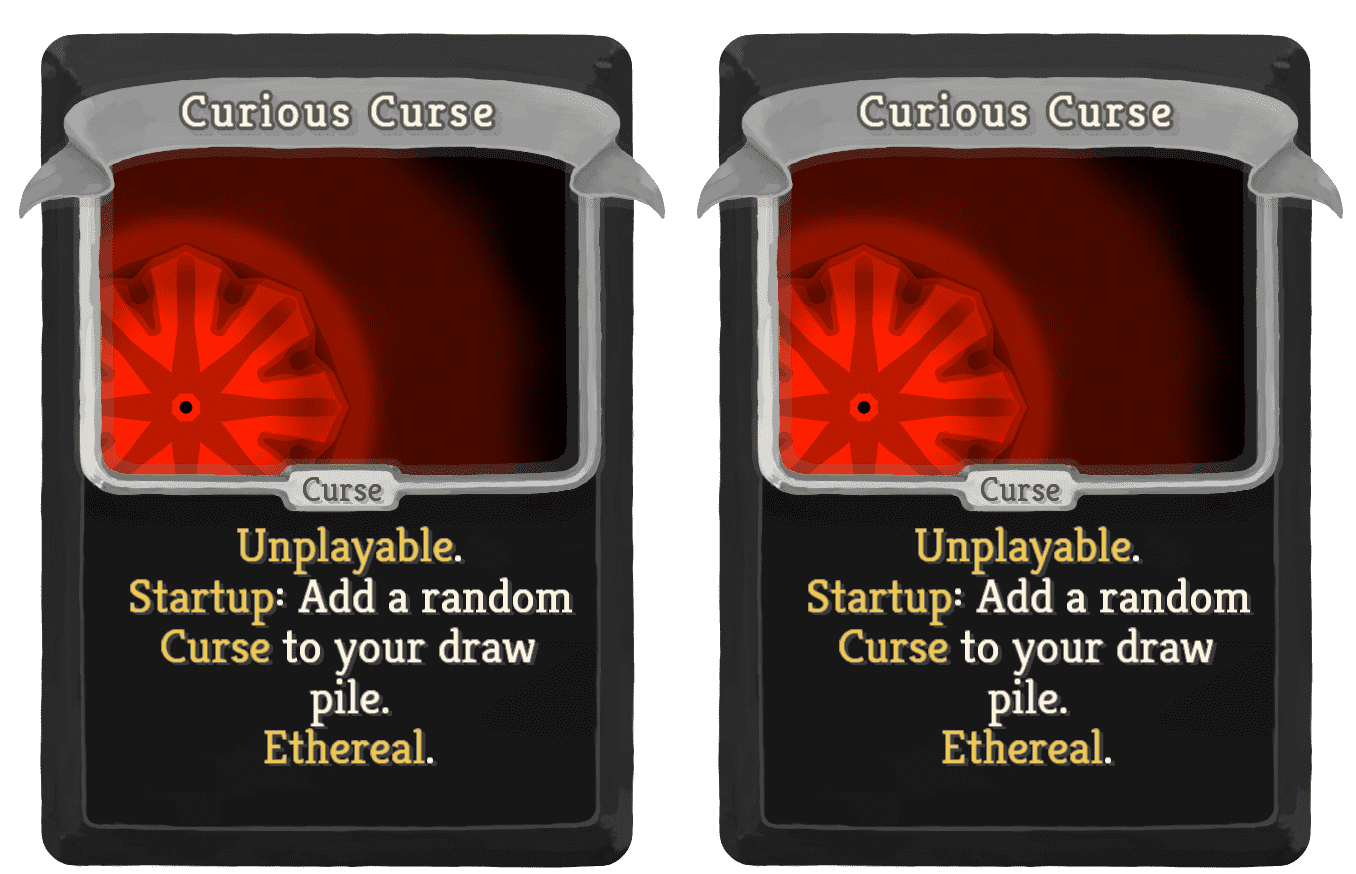 Curious Curse
Curse
Unplayable.
Startup: Add a random
Curse to your draw
pile.
Ethereal.
Curious Curse
Curse
Unplayable.
Startup: Add a random
Curse to your draw
pile.
Ethereal.